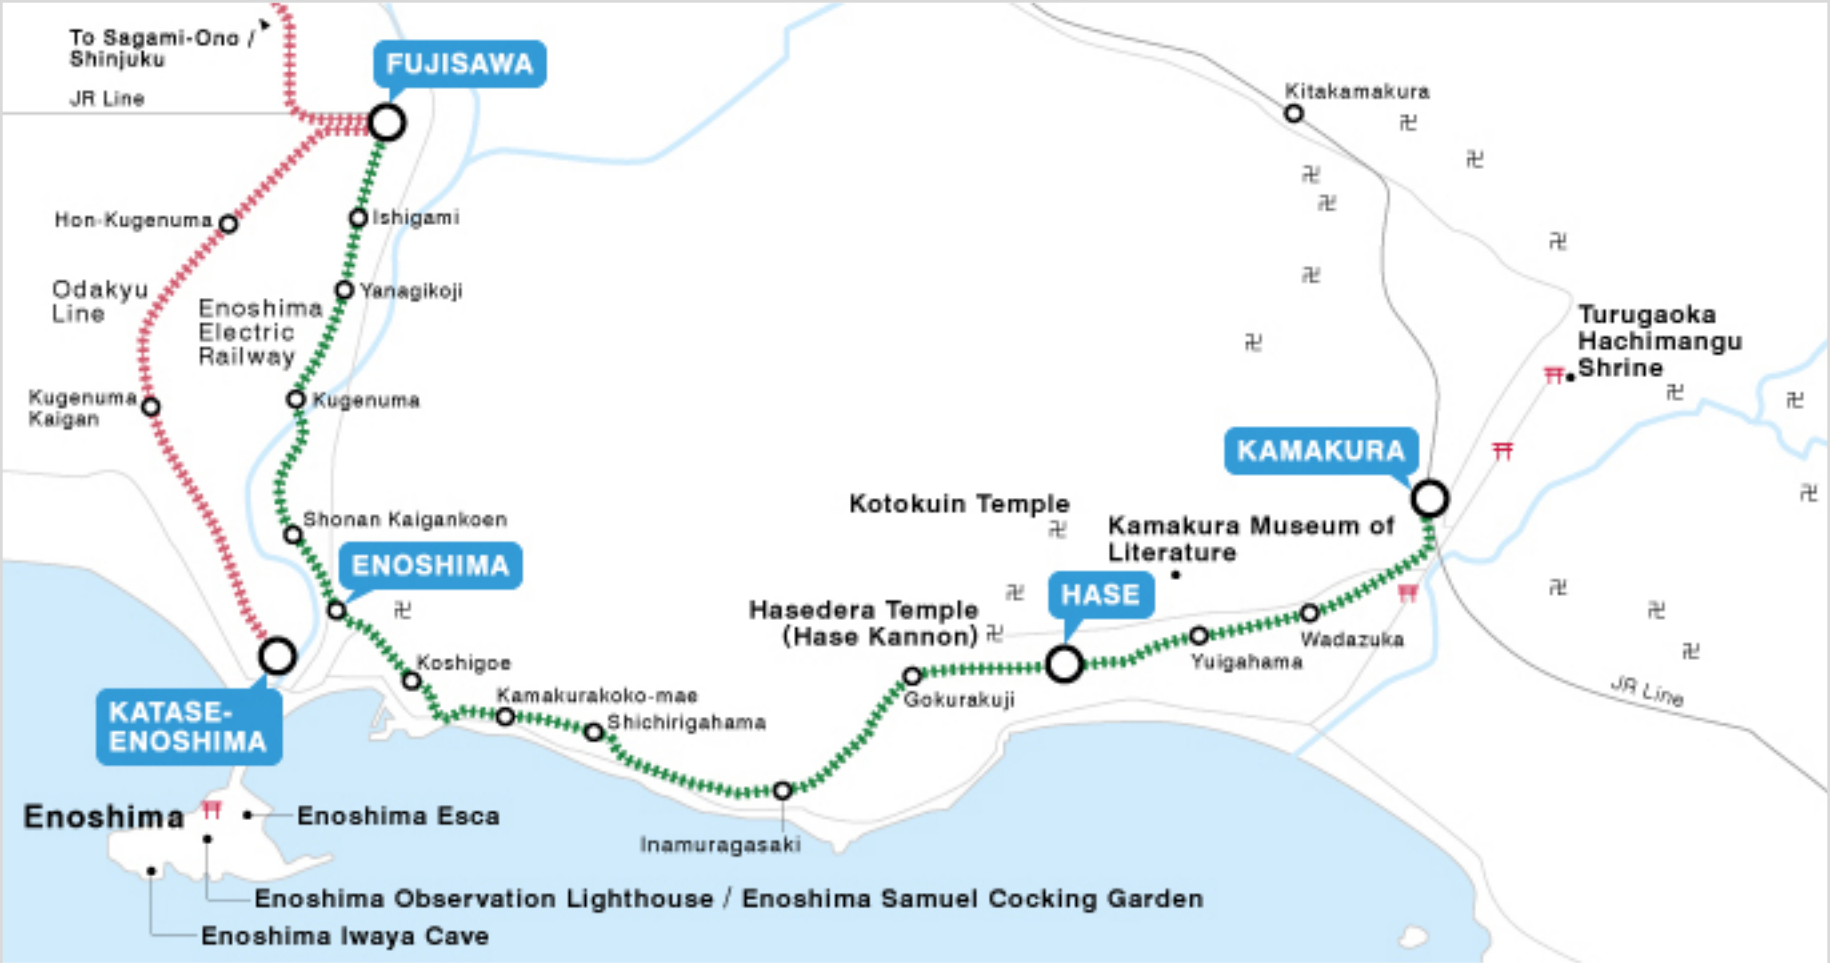 To Sagami-Ono /
Shinjuku
JR Line
FUJISAWA
Kitakamakura
Hon-Kugenuma
Ishigami
Odakyu
Line
Yanagikoji
Enoshima
Electric
Railway
Turugaoka
Hachimangu
Shrine
Kugenuma
Kaigan
Kugenuma
KAMAKURA
Shonan Kaigankoen
Kotokuin Temple
Kamakura Museum of
Literature
ENOSHIMA
HASE
Hasedera Temple
(Hase Kannon)
Wadazuka
Yuigahama
Koshigoe
Kamakurakoko-mae
Shichirigahama
Gokurakuji
JR Line
KATASE-
ENOSHIMA
Enoshima
Enoshima Esca
Inamuragasaki
Enoshima Observation Lighthouse / Enoshima Samuel Cocking Garden
Enoshima Iwaya Cave